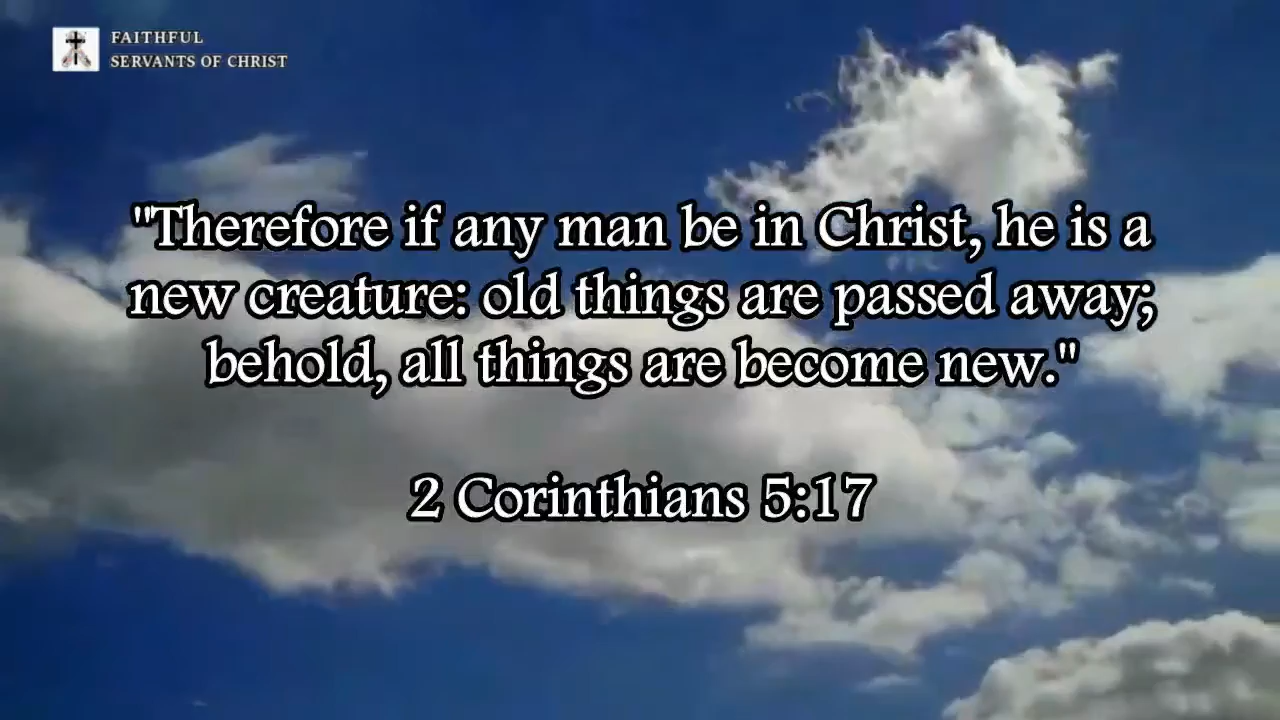 FAITHFUL
SERVANTS OF CHRIST
"Therefore if any man be in Christ, he is a
new creature: old things are passed away;
behold, all things are become new."
2 Corinthians 5:17